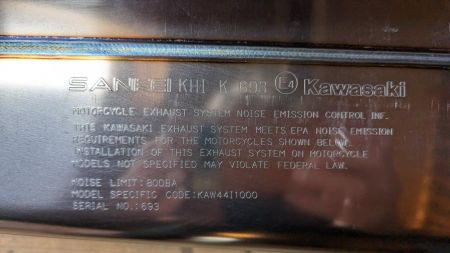 SANKEI KHI K 693 E4 Kawasaki
MOTORCYCLE EXHAUST SYSTEM NOISE EMISSION CONTROL INF.
THIS KAWASAKI EXHAUST SYSTEM MEETS EPA NOISE EMISSION
REQUIREMENTS FOR THE MOTORCYCLES SHOWN BELOW.
INSTALLATION OF THIS EXHAUST SYSTEM ON MOTORCYCLE
MODELS NOT SPECIFIED MAY VIOLATE FEDERAL LAW.
NOISE LIMIT:80DBA
MODEL SPECIFIC CODE:KAW44I1000
SERIAL NO.:693